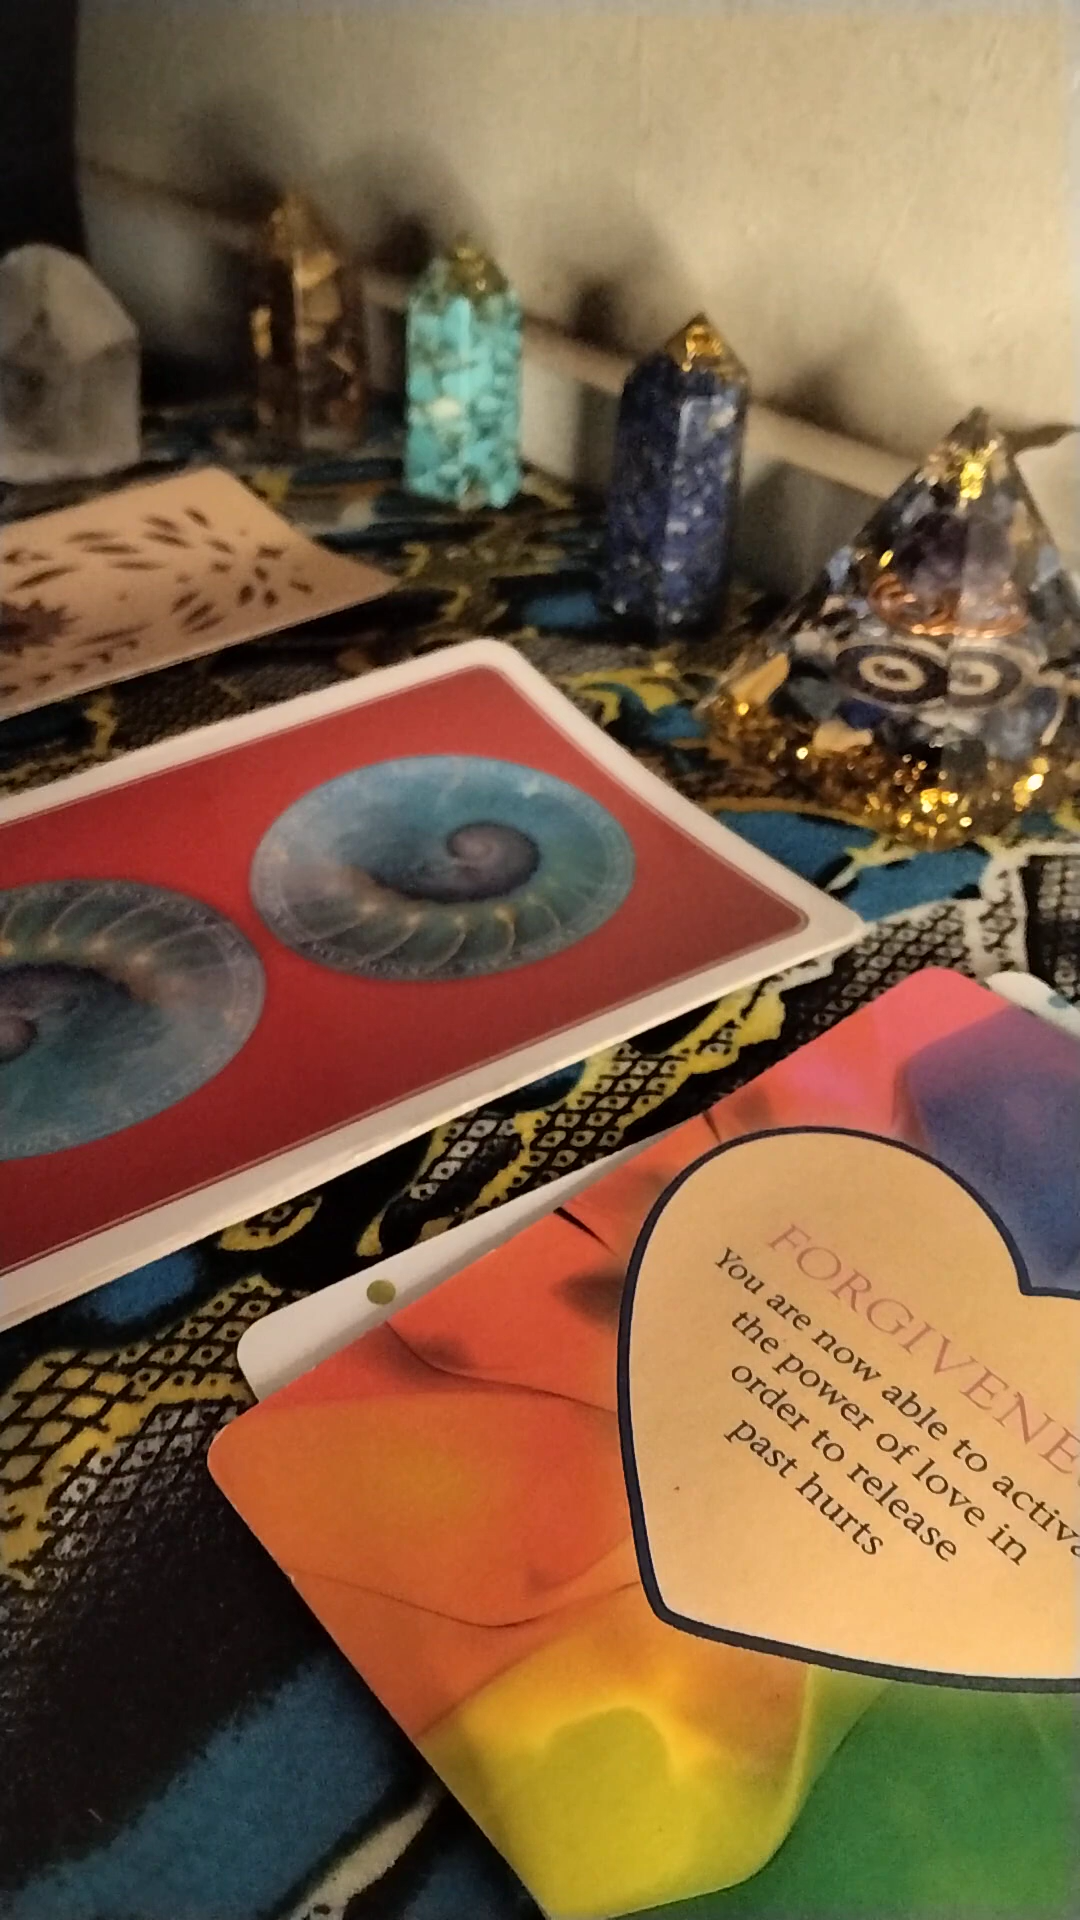 FORGIVENE
You are now able to activa
the power of love in
order to release
past hurts